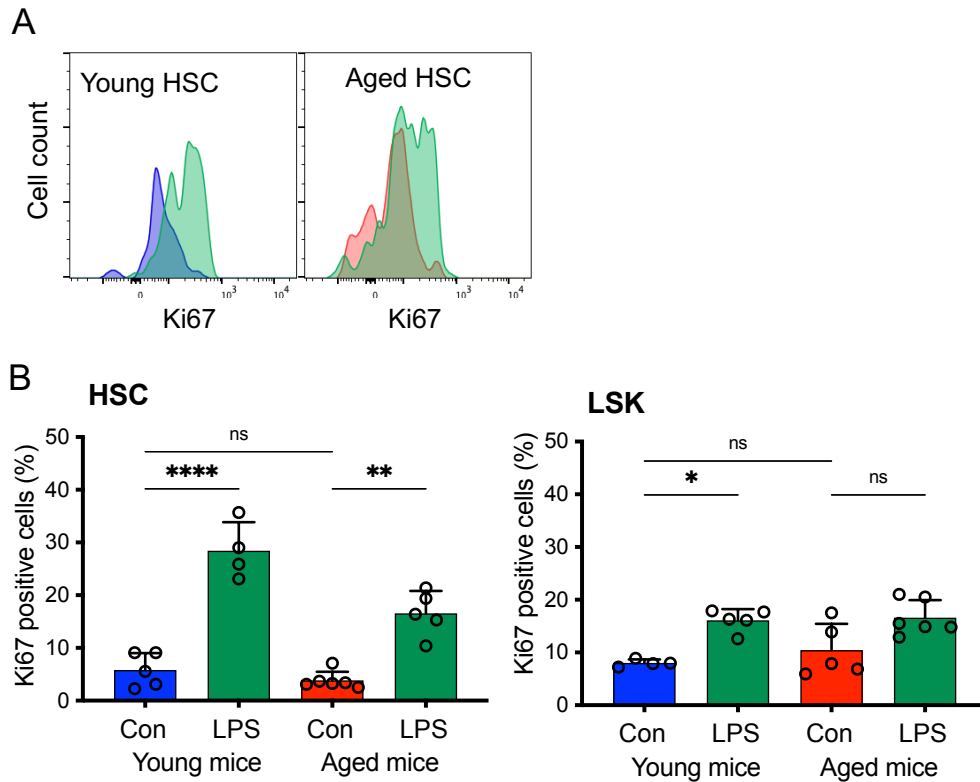 A
Young HSC
Aged HSC
Cell count
0 10³ 10⁴
0 10³ 10⁴
Ki67
Ki67
B
HSC
Ki67 positive cells (%)
50
40
30
20
10
0
ns
****
**
Con LPS Con LPS
Young mice Aged mice
LSK
Ki67 positive cells (%)
50
40
30
20
10
0
ns
*
ns
Con LPS Con LPS
Young mice Aged mice